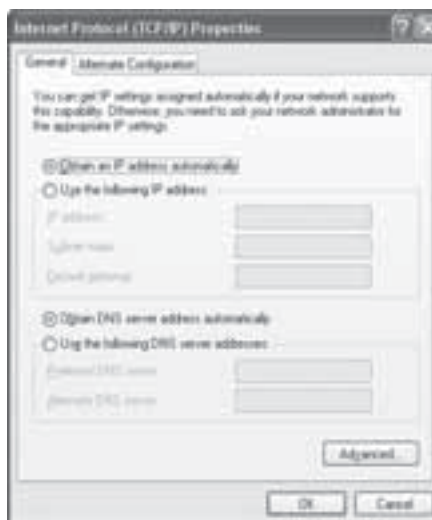 Internet Protocol (TCP/IP) Properties
General
Alternate Configuration
You can get IP settings assigned automatically if your network supports
this capability. Otherwise, you need to ask your network administrator for
the appropriate IP settings.
Obtain an IP address automatically
Use the following IP address
IP address
Subnet mask
Default gateway
Obtain DNS server address automatically
Use the following DNS server addresses
Preferred DNS server
Alternate DNS server
Advanced...
OK
Cancel